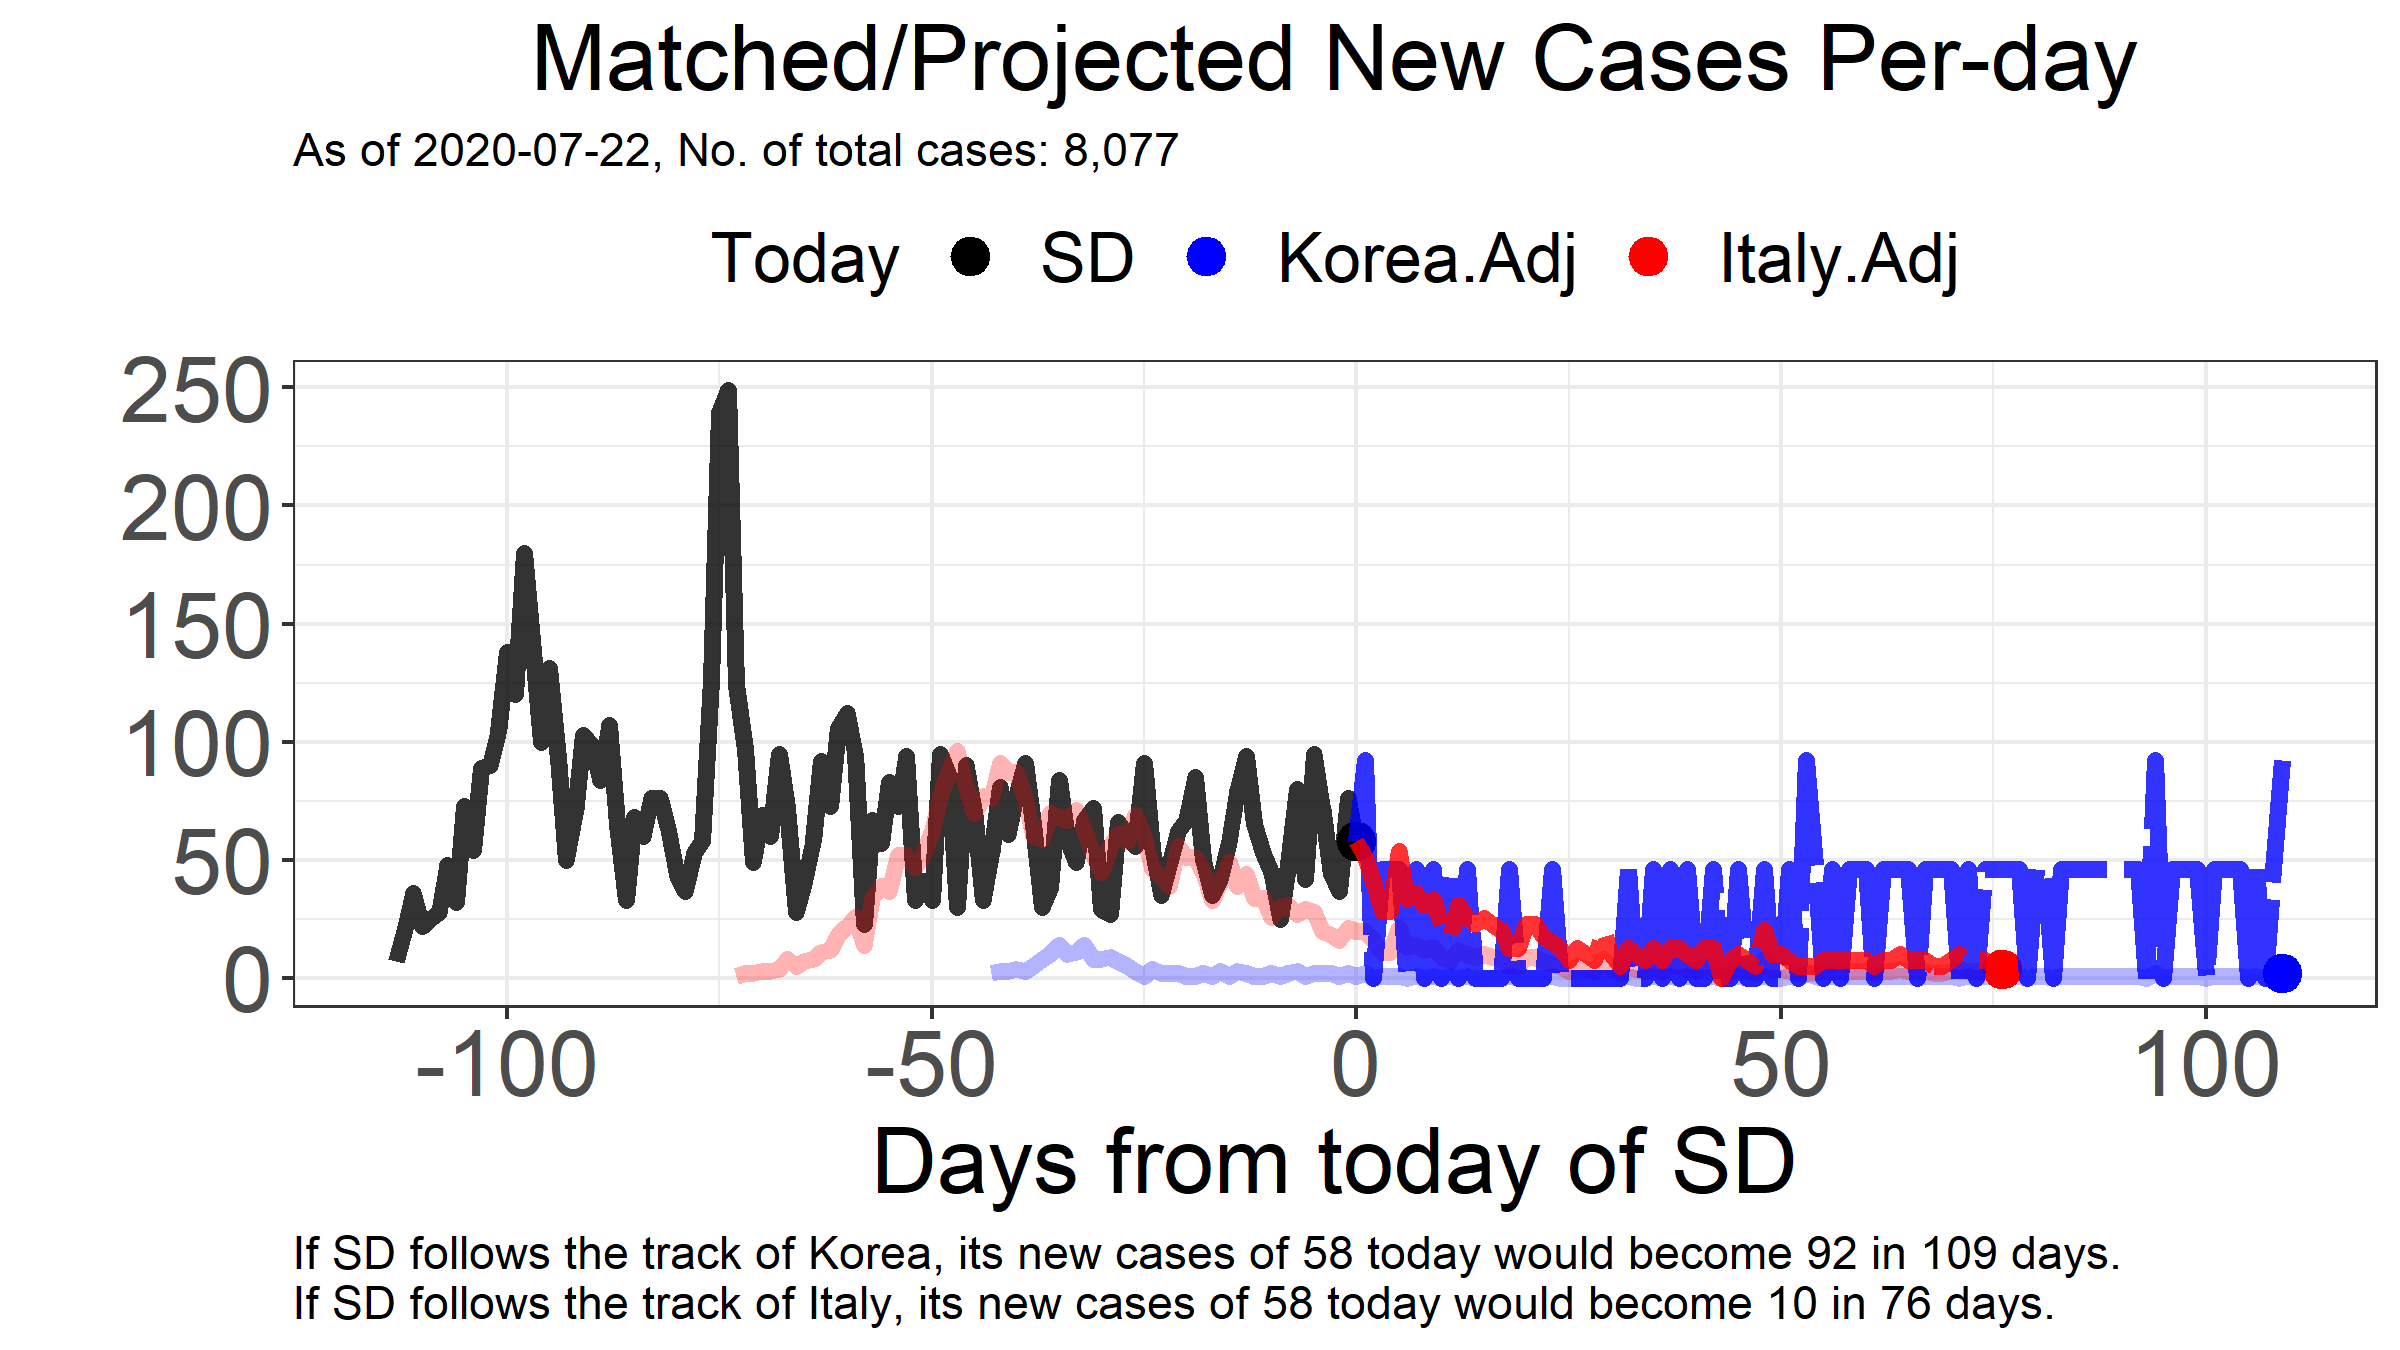 Matched/Projected New Cases Per-day
As of 2020-07-22, No. of total cases: 8,077
Today SD Korea.Adj Italy.Adj
250
200
150
100
50
0
-100 -50 0 50 100
Days from today of SD
If SD follows the track of Korea, its new cases of 58 today would become 92 in 109 days.
If SD follows the track of Italy, its new cases of 58 today would become 10 in 76 days.